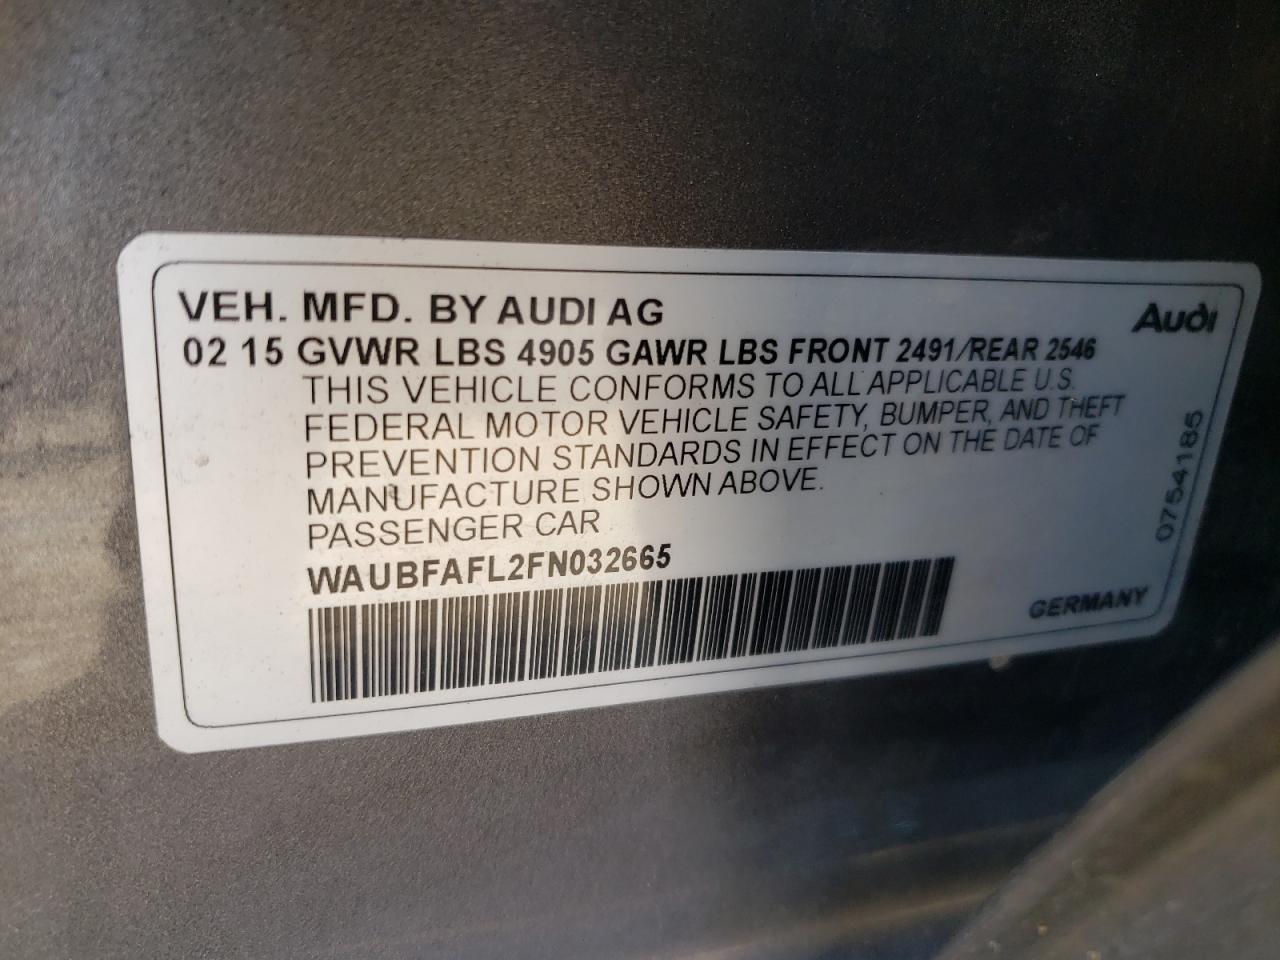 VEH. MFD. BY AUDI AG
Audi
02 15 GVWR LBS 4905 GAWR LBS FRONT 2491/REAR 2546
THIS VEHICLE CONFORMS TO ALL APPLICABLE U.S.
FEDERAL MOTOR VEHICLE SAFETY, BUMPER, AND THEFT
PREVENTION STANDARDS IN EFFECT ON THE DATE OF
MANUFACTURE SHOWN ABOVE.
PASSENGER CAR
WAUBFAFL2FN032665
GERMANY
0754185